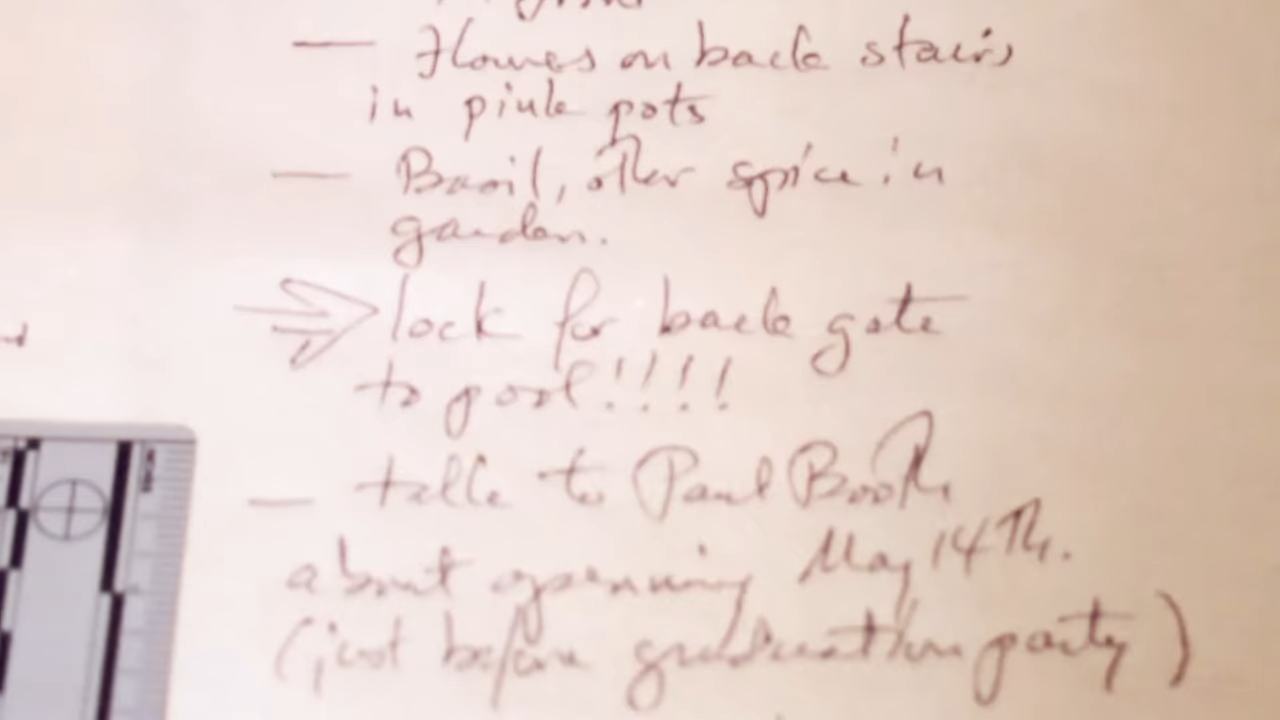 — Flowers on back stairs
in pink pots
— Basil, other spice in
garden.
⇒ lock for back gate
to pool!!!!
— talk to Paul Booth
about openning May 14Th.
(just before graduation party)